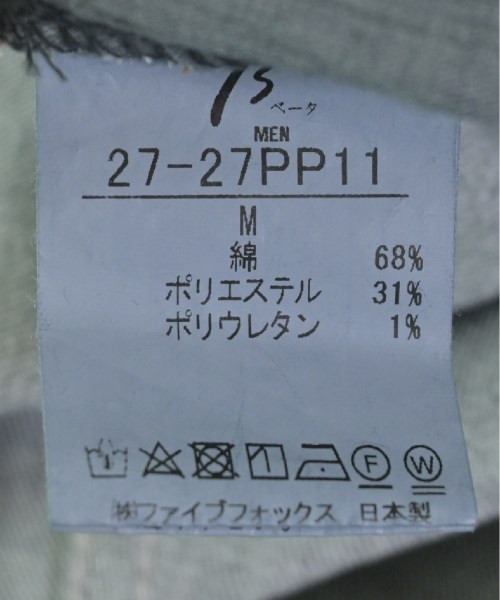 ベータ
MEN
27-27PP11
M
綿 68%
ポリエステル 31%
ポリウレタン 1%
F W
㈱ファイブフォックス 日本製